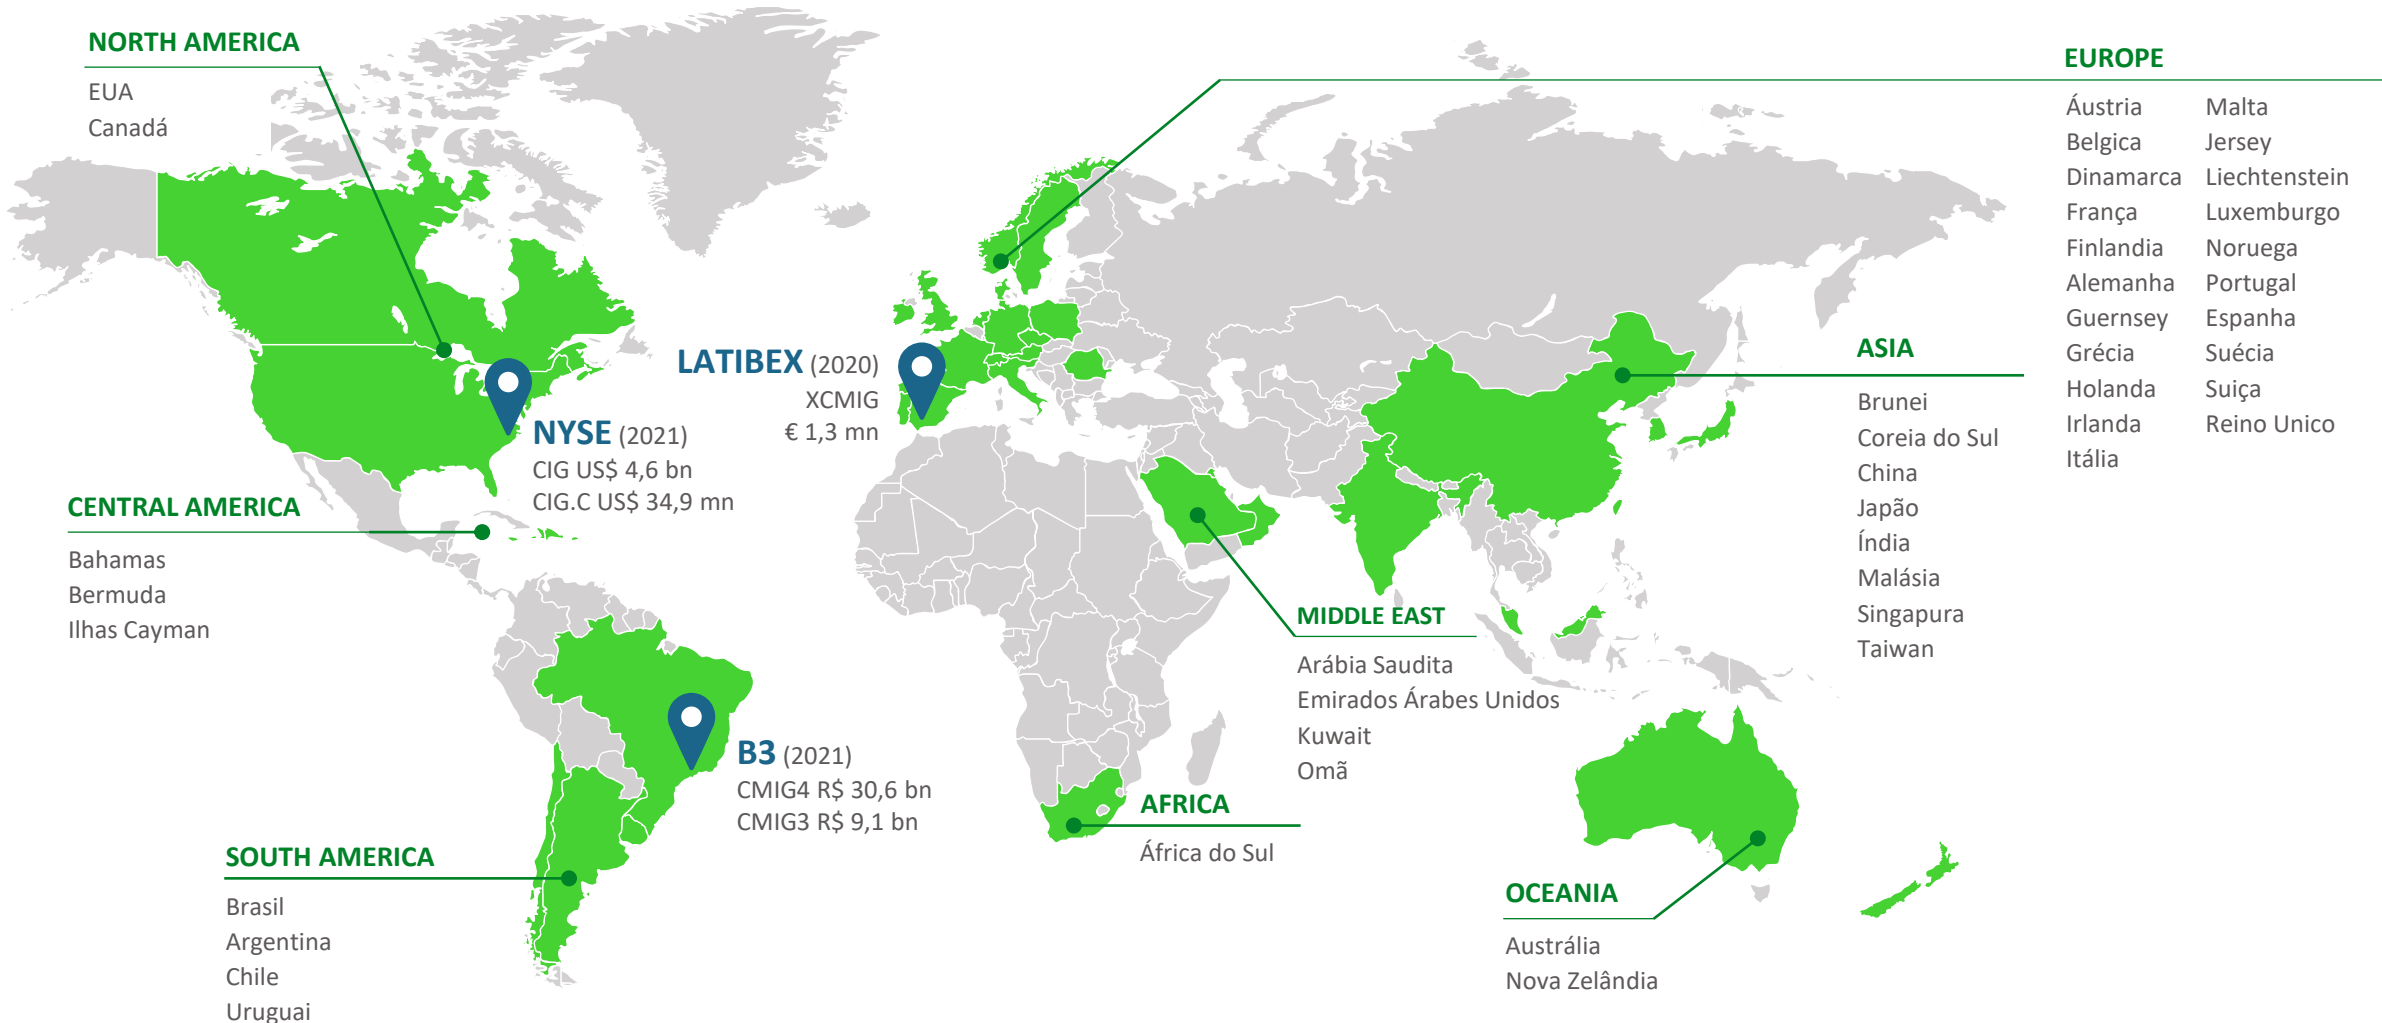 NORTH AMERICA
EUA
Canadá
EUROPE
Áustria
Belgica
Dinamarca
França
Finlandia
Alemanha
Guernsey
Grécia
Holanda
Irlanda
Itália
Malta
Jersey
Liechtenstein
Luxemburgo
Noruega
Portugal
Espanha
Suécia
Suiça
Reino Unico
LATIBEX (2020)
XCMIG
€ 1,3 mn
NYSE (2021)
CIG US$ 4,6 bn
CIG.C US$ 34,9 mn
ASIA
Brunei
Coreia do Sul
China
Japão
Índia
Malásia
Singapura
Taiwan
CENTRAL AMERICA
Bahamas
Bermuda
Ilhas Cayman
MIDDLE EAST
Arábia Saudita
Emirados Árabes Unidos
Kuwait
Omã
B3 (2021)
CMIG4 R$ 30,6 bn
CMIG3 R$ 9,1 bn
AFRICA
África do Sul
SOUTH AMERICA
Brasil
Argentina
Chile
Uruguai
OCEANIA
Austrália
Nova Zelândia